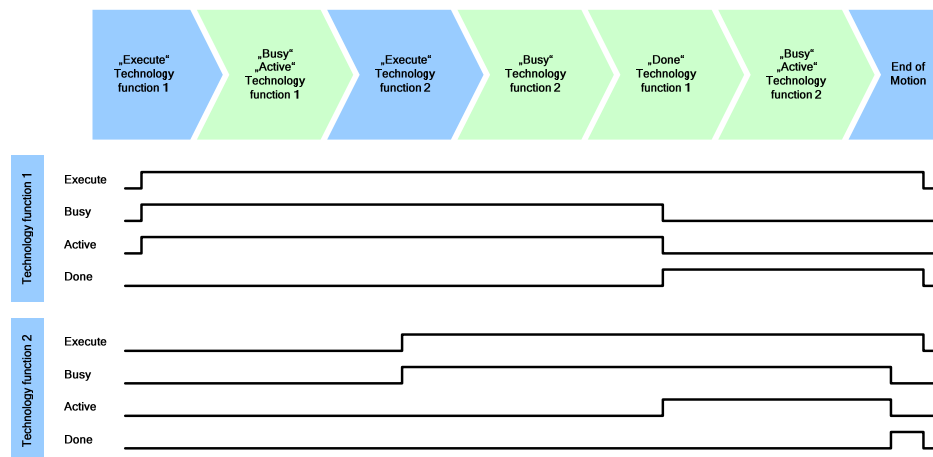 „Execute“
Technology
function 1
„Busy“
„Active“
Technology
function 1
„Execute“
Technology
function 2
„Busy“
Technology
function 2
„Done“
Technology
function 1
„Busy“
„Active“
Technology
function 2
End of
Motion
Technology function 1
Execute
Busy
Active
Done
Technology function 2
Execute
Busy
Active
Done